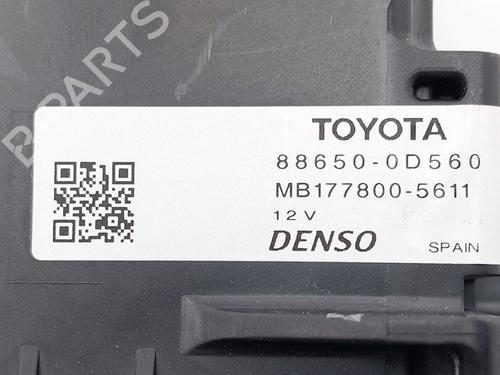 B-PARTS
TOYOTA
88650-0D560
MB177800-5611
12V
DENSO
SPAIN